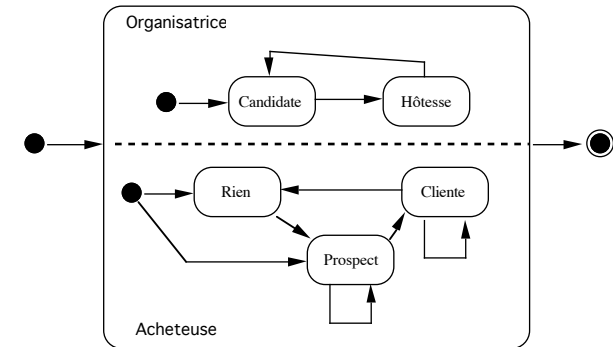 Organisatrice
Candidate
Hôtesse
Rien
Cliente
Prospect
Acheteuse